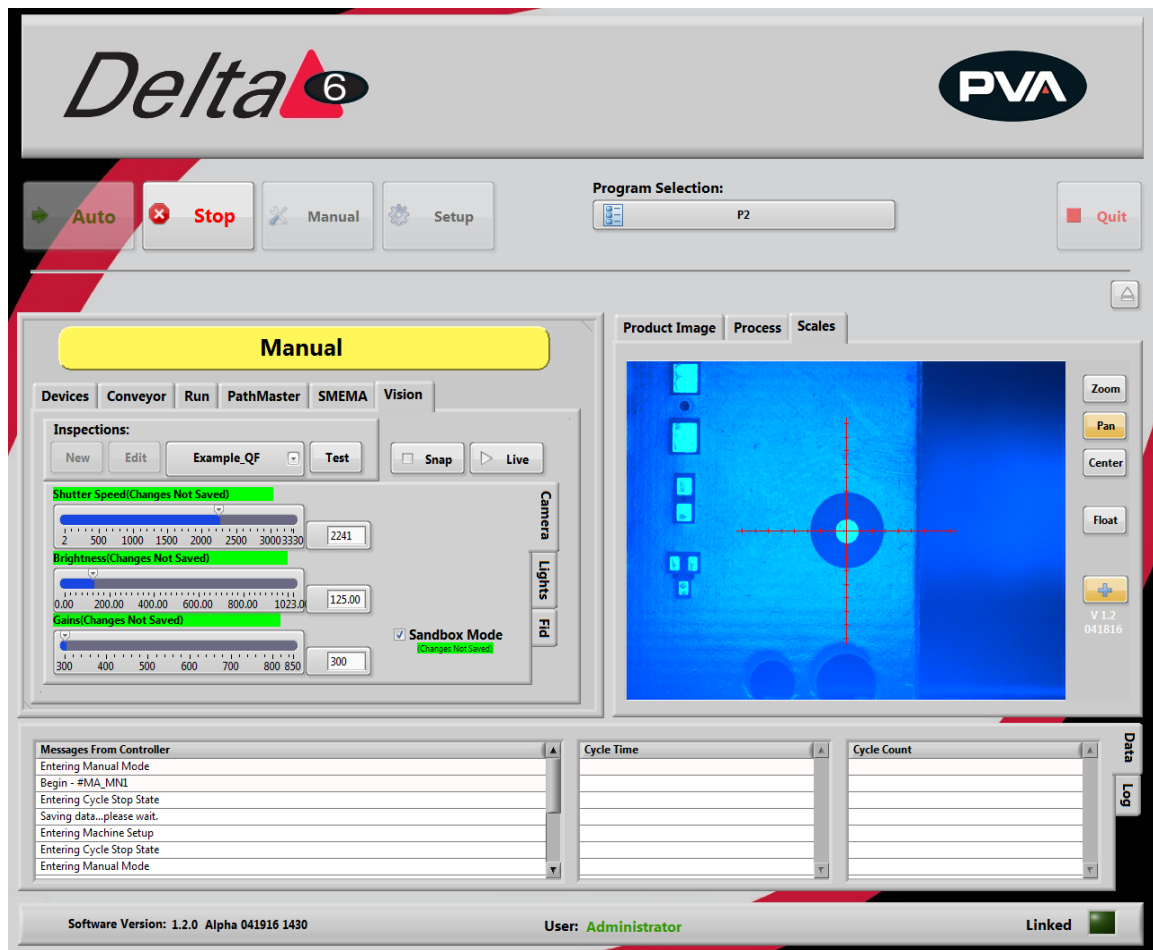 Delta 6
PVA
Auto
Stop
Manual
Setup
Program Selection:
P2
Quit
Manual
Devices Conveyor Run PathMaster SMEMA Vision
Inspections:
New Edit Example_QF Test Snap Live
Shutter Speed(Changes Not Saved)
2 500 1000 1500 2000 2500 3000 3330
2241
Brightness(Changes Not Saved)
0.00 200.00 400.00 600.00 800.00 1023.0
125.00
Gains(Changes Not Saved)
300 400 500 600 700 800 850
300
Sandbox Mode
(Changes Not Saved)
Camera
Lights
Fid
Product Image Process Scales
Zoom
Pan
Center
Float
V 1.2
041816
Messages From Controller
Entering Manual Mode
Begin - #MA_MN1
Entering Cycle Stop State
Saving data...please wait.
Entering Machine Setup
Entering Cycle Stop State
Entering Manual Mode
Cycle Time
Cycle Count
Data
Log
Software Version: 1.2.0 Alpha 041916 1430
User: Administrator
Linked